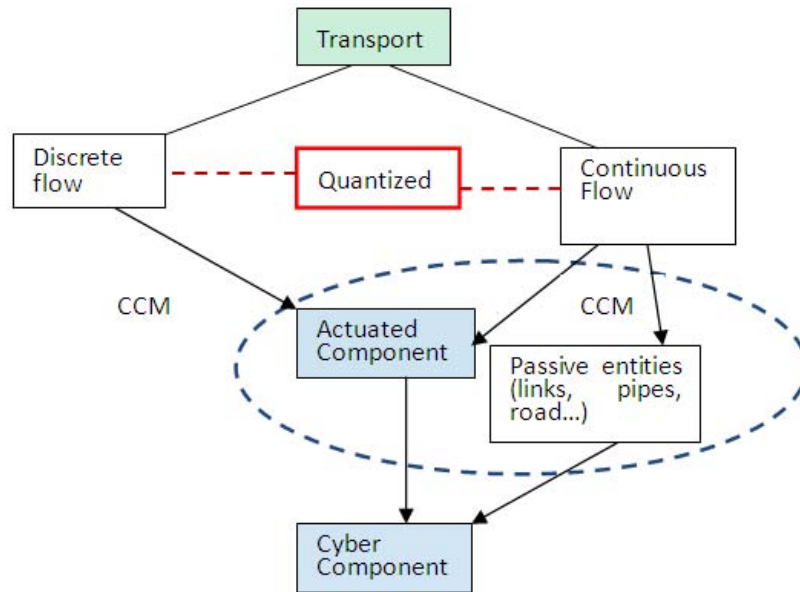 Transport
Discrete
flow
Quantized
Continuous
Flow
CCM
CCM
Actuated
Component
Passive entities
(links, pipes,
road...)
Cyber
Component